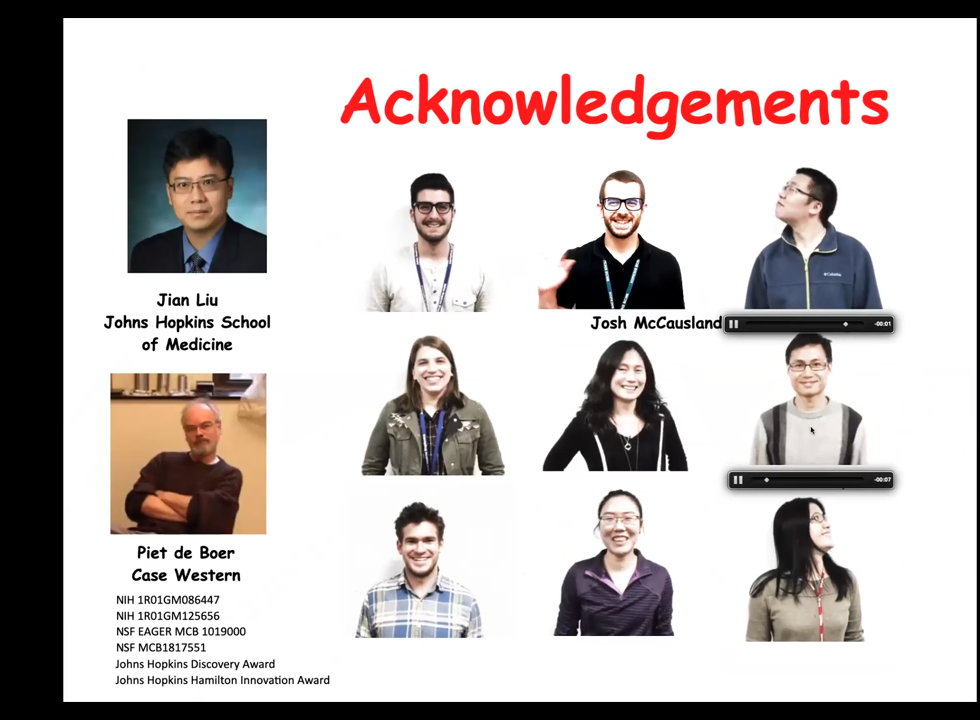 Acknowledgements
Jian Liu
Johns Hopkins School
of Medicine
Josh McCausland
-00:01
Columbia
-00:07
Piet de Boer
Case Western
NIH 1R01GM086447
NIH 1R01GM125656
NSF EAGER MCB 1019000
NSF MCB1817551
Johns Hopkins Discovery Award
Johns Hopkins Hamilton Innovation Award